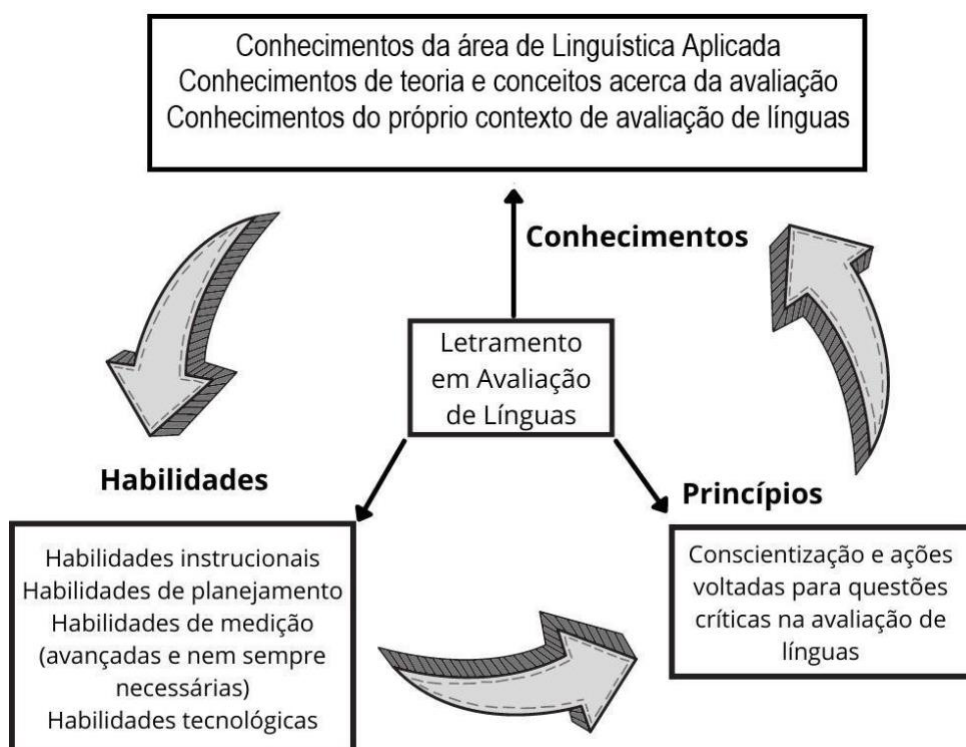 Conhecimentos da área de Linguística Aplicada
Conhecimentos de teoria e conceitos acerca da avaliação
Conhecimentos do próprio contexto de avaliação de línguas
Conhecimentos
Letramento
em Avaliação
de Línguas
Habilidades
Habilidades instrucionais
Habilidades de planejamento
Habilidades de medição
(avançadas e nem sempre
necessárias)
Habilidades tecnológicas
Princípios
Conscientização e ações
voltadas para questões
críticas na avaliação de
línguas